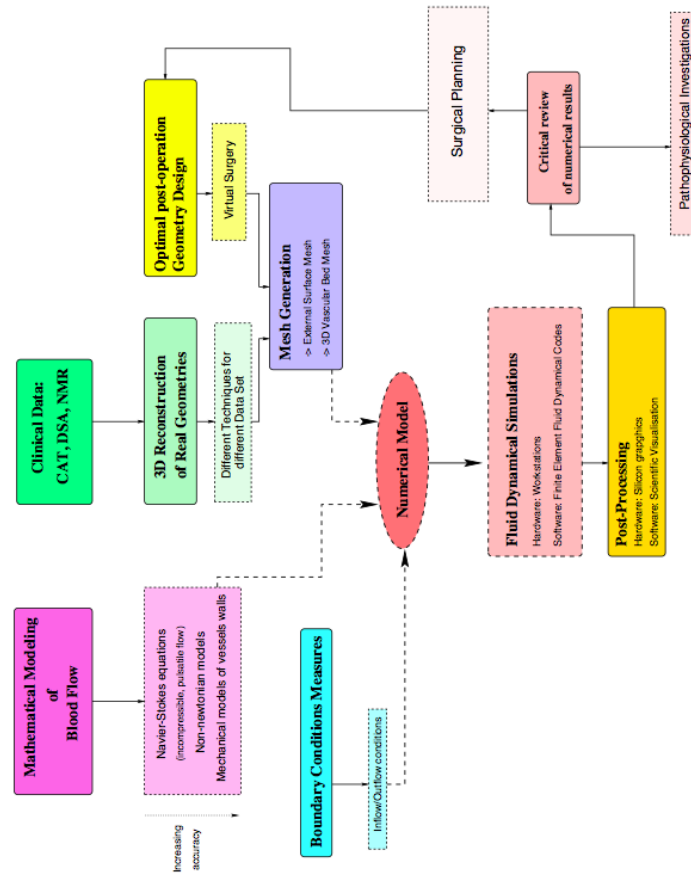 Mathematical Modeling
of
Blood Flow
Navier-Stokes equations
(incompressible, pulsatile flow)
Non-newtonian models
Mechanical models of vessels walls
Increasing
accuracy
Clinical Data:
CAT, DSA, NMR
3D Reconstruction
of Real Geometries
Different Techniques for
different Data Set
Optimal post-operation
Geometry Design
Virtual Surgery
Mesh Generation
-> External Surface Mesh
-> 3D Vascular Bed Mesh
Boundary Conditions Measures
Inflow/Outflow conditions
Numerical Model
Fluid Dynamical Simulations
Hardware: Workstations
Software: Finite Element Fluid Dynamical Codes
Post-Processing
Hardware: Silicon grapghics
Software: Scientific Visualisation
Surgical Planning
Critical review
of numerical results
Pathophysiological Investigations